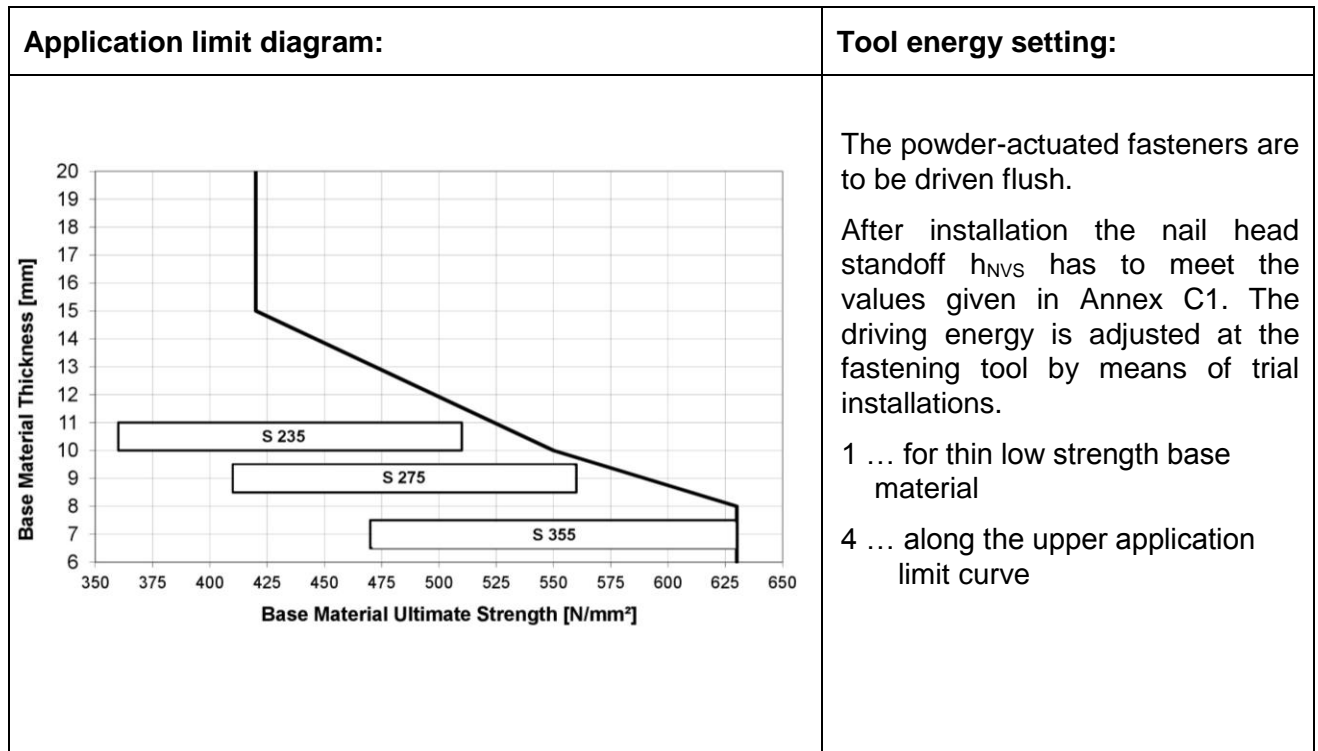 Application limit diagram:
Tool energy setting:
20
19
18
17
16
15
14
13
12
11
10
9
8
7
6
Base Material Thickness [mm]
S 235
S 275
S 355
350 375 400 425 450 475 500 525 550 575 600 625 650
Base Material Ultimate Strength [N/mm²]
The powder-actuated fasteners are
to be driven flush.
After installation the nail head
standoff hNVS has to meet the
values given in Annex C1. The
driving energy is adjusted at the
fastening tool by means of trial
installations.
1 … for thin low strength base
material
4 … along the upper application
limit curve